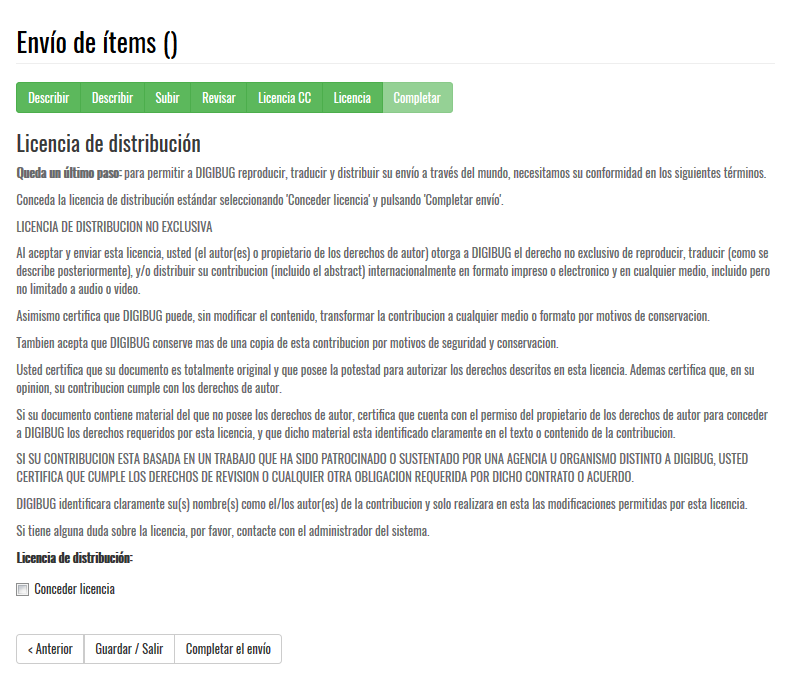 Envío de ítems ()
Describir Describir Subir Revisar Licencia CC Licencia Completar
Licencia de distribución
Queda un último paso: para permitir a DIGIBUG reproducir, traducir y distribuir su envío a través del mundo, necesitamos su conformidad en los siguientes términos.
Conceda la licencia de distribución estándar seleccionando 'Conceder licencia' y pulsando 'Completar envío'.
LICENCIA DE DISTRIBUCION NO EXCLUSIVA
Al aceptar y enviar esta licencia, usted (el autor(es) o propietario de los derechos de autor) otorga a DIGIBUG el derecho no exclusivo de reproducir, traducir (como se
describe posteriormente), y/o distribuir su contribucion (incluido el abstract) internacionalmente en formato impreso o electronico y en cualquier medio, incluido pero
no limitado a audio o video.
Asimismo certifica que DIGIBUG puede, sin modificar el contenido, transformar la contribucion a cualquier medio o formato por motivos de conservacion.
Tambien acepta que DIGIBUG conserve mas de una copia de esta contribucion por motivos de seguridad y conservacion.
Usted certifica que su documento es totalmente original y que posee la potestad para autorizar los derechos descritos en esta licencia. Ademas certifica que, en su
opinion, su contribucion cumple con los derechos de autor.
Si su documento contiene material del que no posee los derechos de autor, certifica que cuenta con el permiso del propietario de los derechos de autor para conceder
a DIGIBUG los derechos requeridos por esta licencia, y que dicho material esta identificado claramente en el texto o contenido de la contribucion.
SI SU CONTRIBUCION ESTA BASADA EN UN TRABAJO QUE HA SIDO PATROCINADO O SUSTENTADO POR UNA AGENCIA U ORGANISMO DISTINTO A DIGIBUG, USTED
CERTIFICA QUE CUMPLE LOS DERECHOS DE REVISION O CUALQUIER OTRA OBLIGACION REQUERIDA POR DICHO CONTRATO O ACUERDO.
DIGIBUG identificara claramente su(s) nombre(s) como el/los autor(es) de la contribucion y solo realizara en esta las modificaciones permitidas por esta licencia.
Si tiene alguna duda sobre la licencia, por favor, contacte con el administrador del sistema.
Licencia de distribución:
Conceder licencia
< Anterior Guardar / Salir Completar el envío